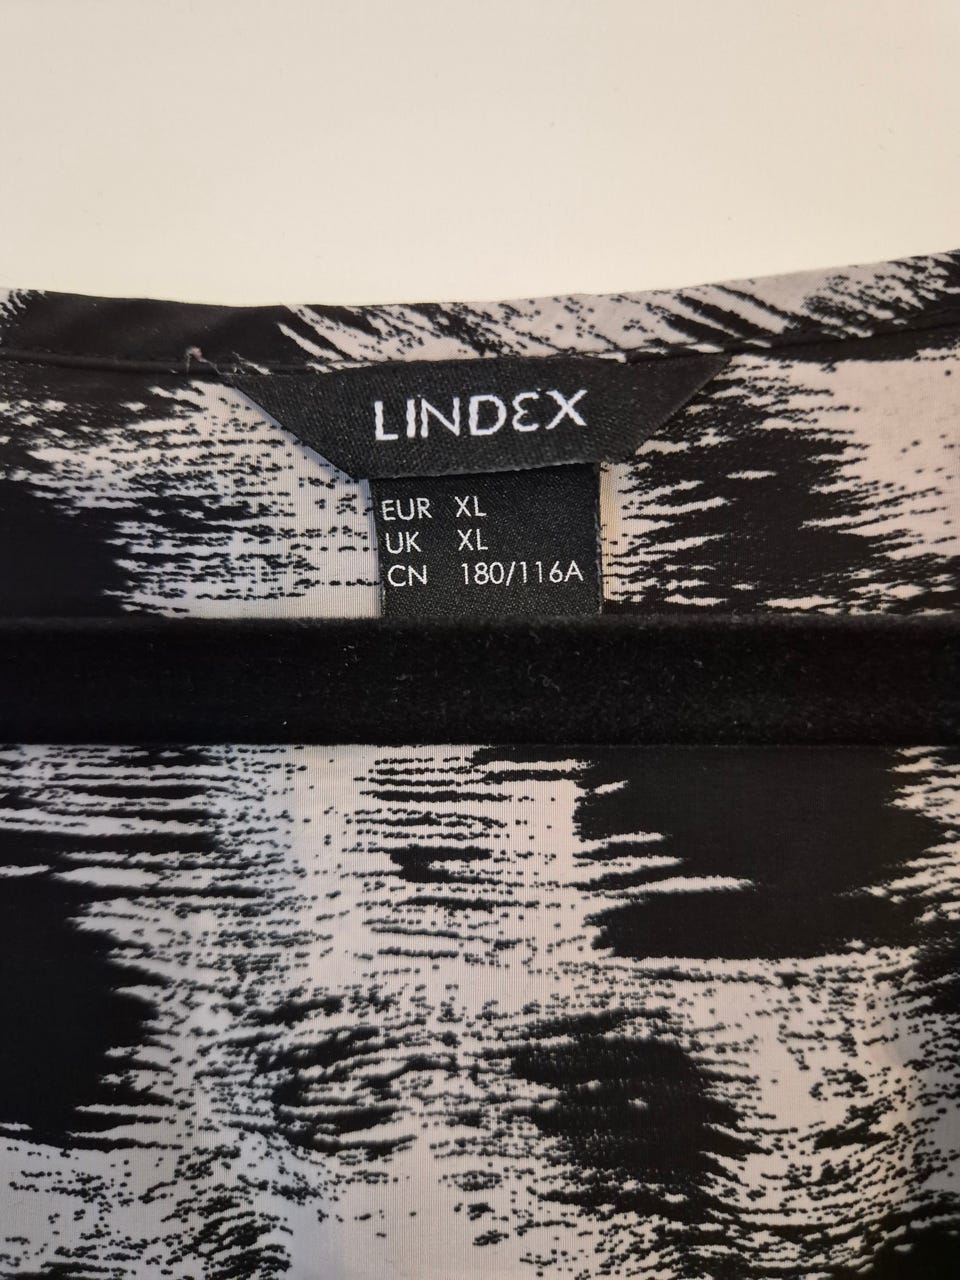 LINDEX
EUR XL
UK XL
CN 180/116A